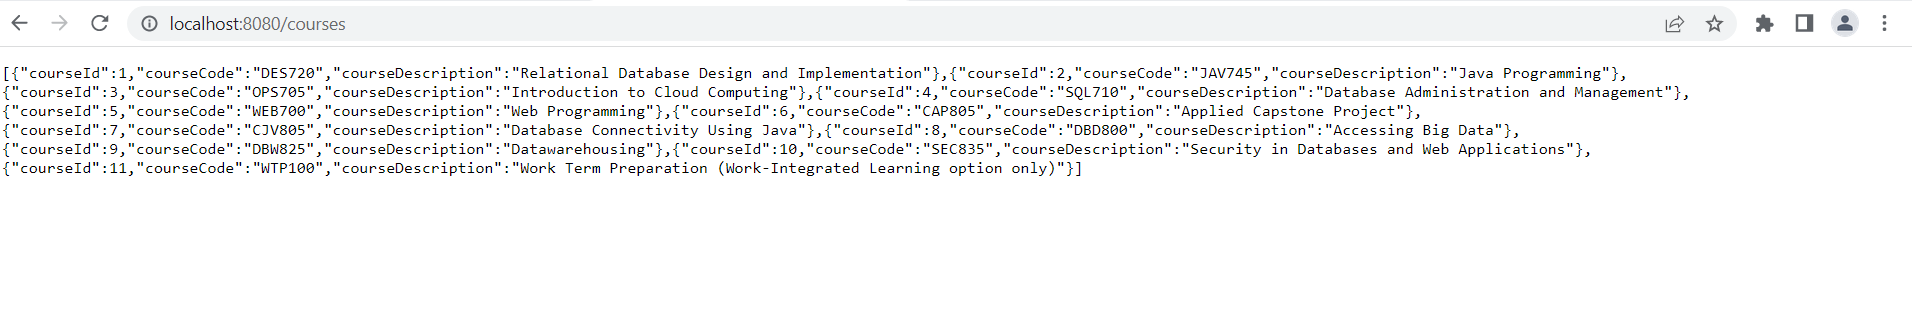 localhost:8080/courses
[{"courseId":1,"courseCode":"DES720","courseDescription":"Relational Database Design and Implementation"},{"courseId":2,"courseCode":"JAV745","courseDescription":"Java Programming"},
{"courseId":3,"courseCode":"OPS705","courseDescription":"Introduction to Cloud Computing"},{"courseId":4,"courseCode":"SQL710","courseDescription":"Database Administration and Management"},
{"courseId":5,"courseCode":"WEB700","courseDescription":"Web Programming"},{"courseId":6,"courseCode":"CAP805","courseDescription":"Applied Capstone Project"},
{"courseId":7,"courseCode":"CJV805","courseDescription":"Database Connectivity Using Java"},{"courseId":8,"courseCode":"DBD800","courseDescription":"Accessing Big Data"},
{"courseId":9,"courseCode":"DBW825","courseDescription":"Datawarehousing"},{"courseId":10,"courseCode":"SEC835","courseDescription":"Security in Databases and Web Applications"},
{"courseId":11,"courseCode":"WTP100","courseDescription":"Work Term Preparation (Work-Integrated Learning option only)"}]